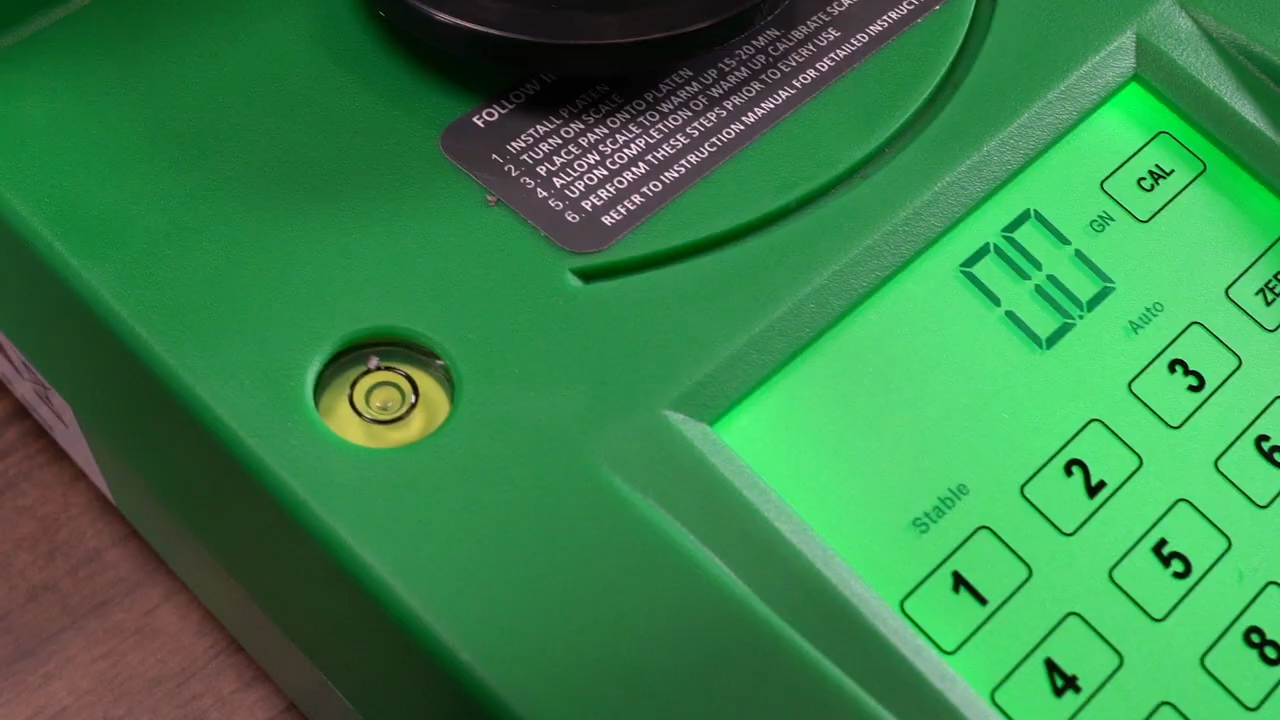 FOLLOW
1. INSTALL PLATEN
2. TURN ON SCALE
3. PLACE PAN ONTO PLATEN
4. ALLOW SCALE TO WARM UP 15-20 MIN.
5. UPON COMPLETION OF WARM UP, CALIBRATE
6. PERFORM THESE STEPS PRIOR TO EVERY USE
REFER TO INSTRUCTION MANUAL FOR DETAILED
CAL
0.0 GN
Auto
Stable
1 2 3
4 5 6
8